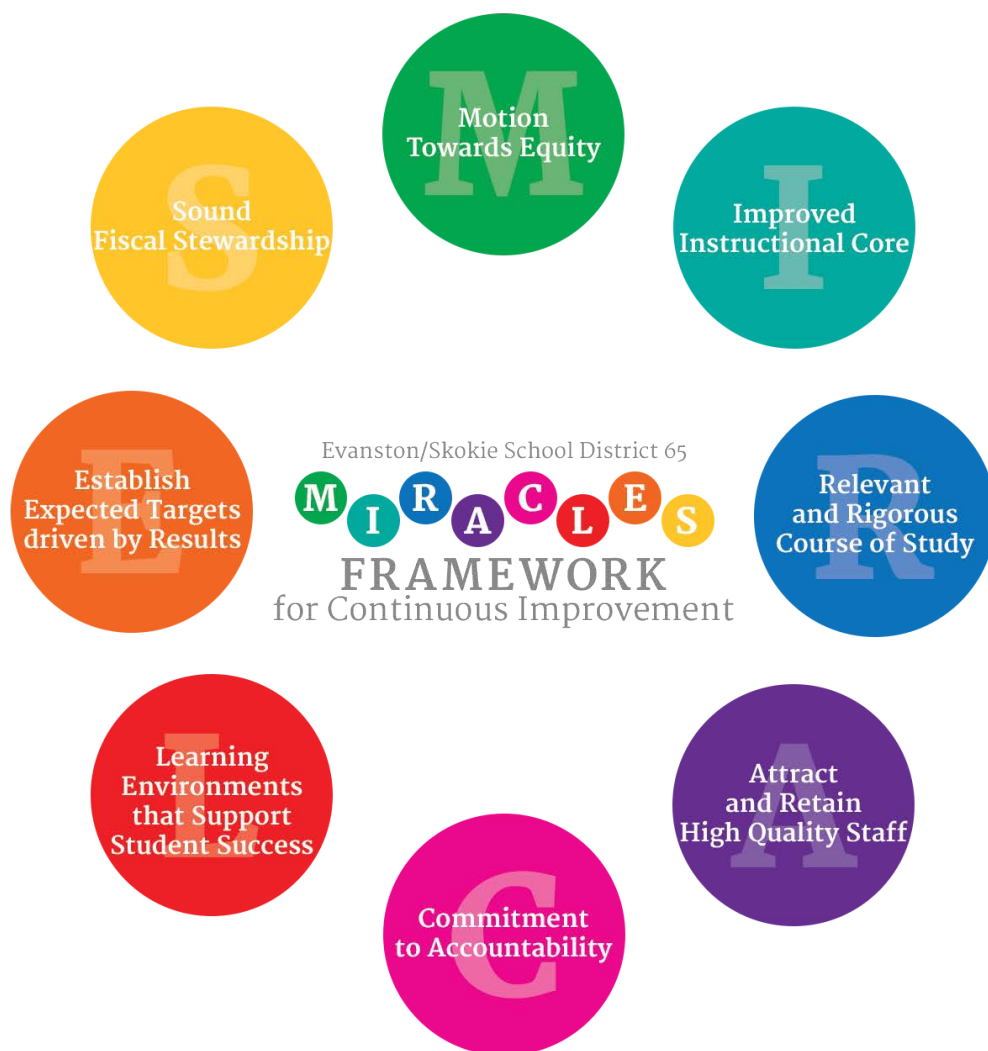 M
Motion
Towards Equity
I
Improved
Instructional Core
R
Relevant
and Rigorous
Course of Study
A
Attract
and Retain
High Quality Staff
C
Commitment
to Accountability
L
Learning
Environments
that Support
Student Success
E
Establish
Expected Targets
driven by Results
S
Sound
Fiscal Stewardship
Evanston/Skokie School District 65
MIRACLES
FRAMEWORK
for Continuous Improvement